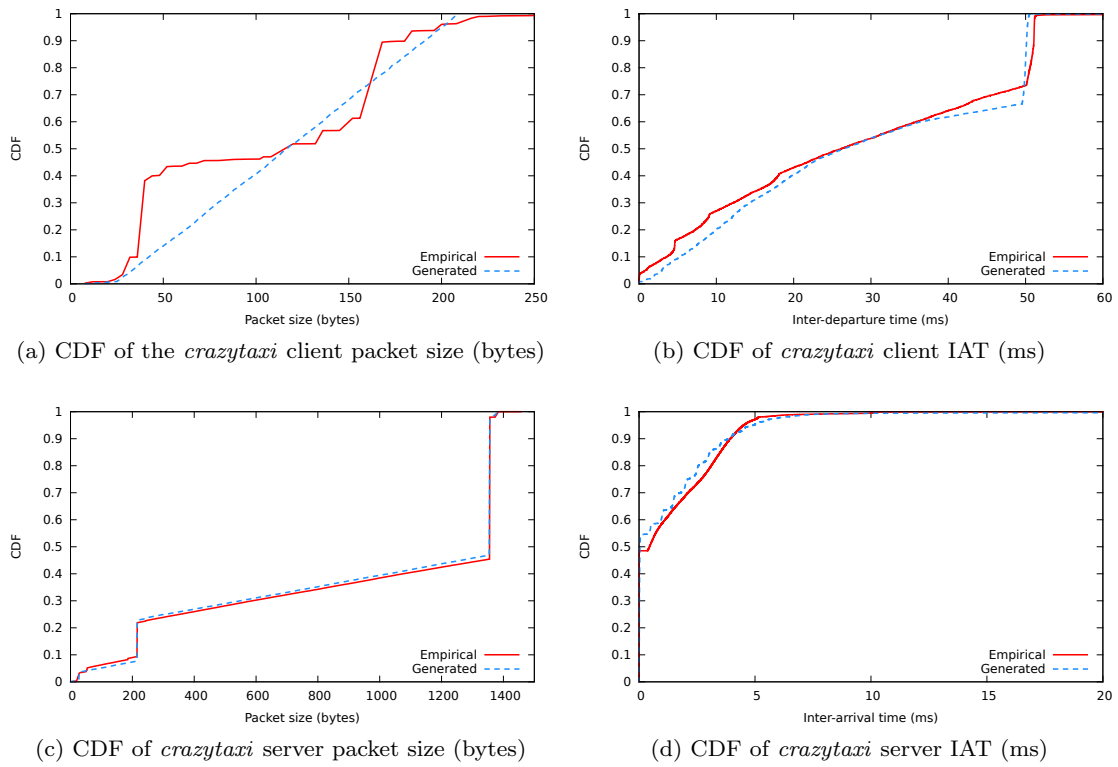 1
0.9
0.8
0.7
0.6
0.5
0.4
0.3
0.2
0.1
0
CDF
Empirical
Generated
0 50 100 150 200 250
Packet size (bytes)
(a) CDF of the crazytaxi client packet size (bytes)
1
0.9
0.8
0.7
0.6
0.5
0.4
0.3
0.2
0.1
0
CDF
Empirical
Generated
0 10 20 30 40 50 60
Inter-departure time (ms)
(b) CDF of crazytaxi client IAT (ms)
1
0.9
0.8
0.7
0.6
0.5
0.4
0.3
0.2
0.1
0
CDF
Empirical
Generated
0 200 400 600 800 1000 1200 1400
Packet size (bytes)
(c) CDF of crazytaxi server packet size (bytes)
1
0.9
0.8
0.7
0.6
0.5
0.4
0.3
0.2
0.1
0
CDF
Empirical
Generated
0 5 10 15 20
Inter-arrival time (ms)
(d) CDF of crazytaxi server IAT (ms)